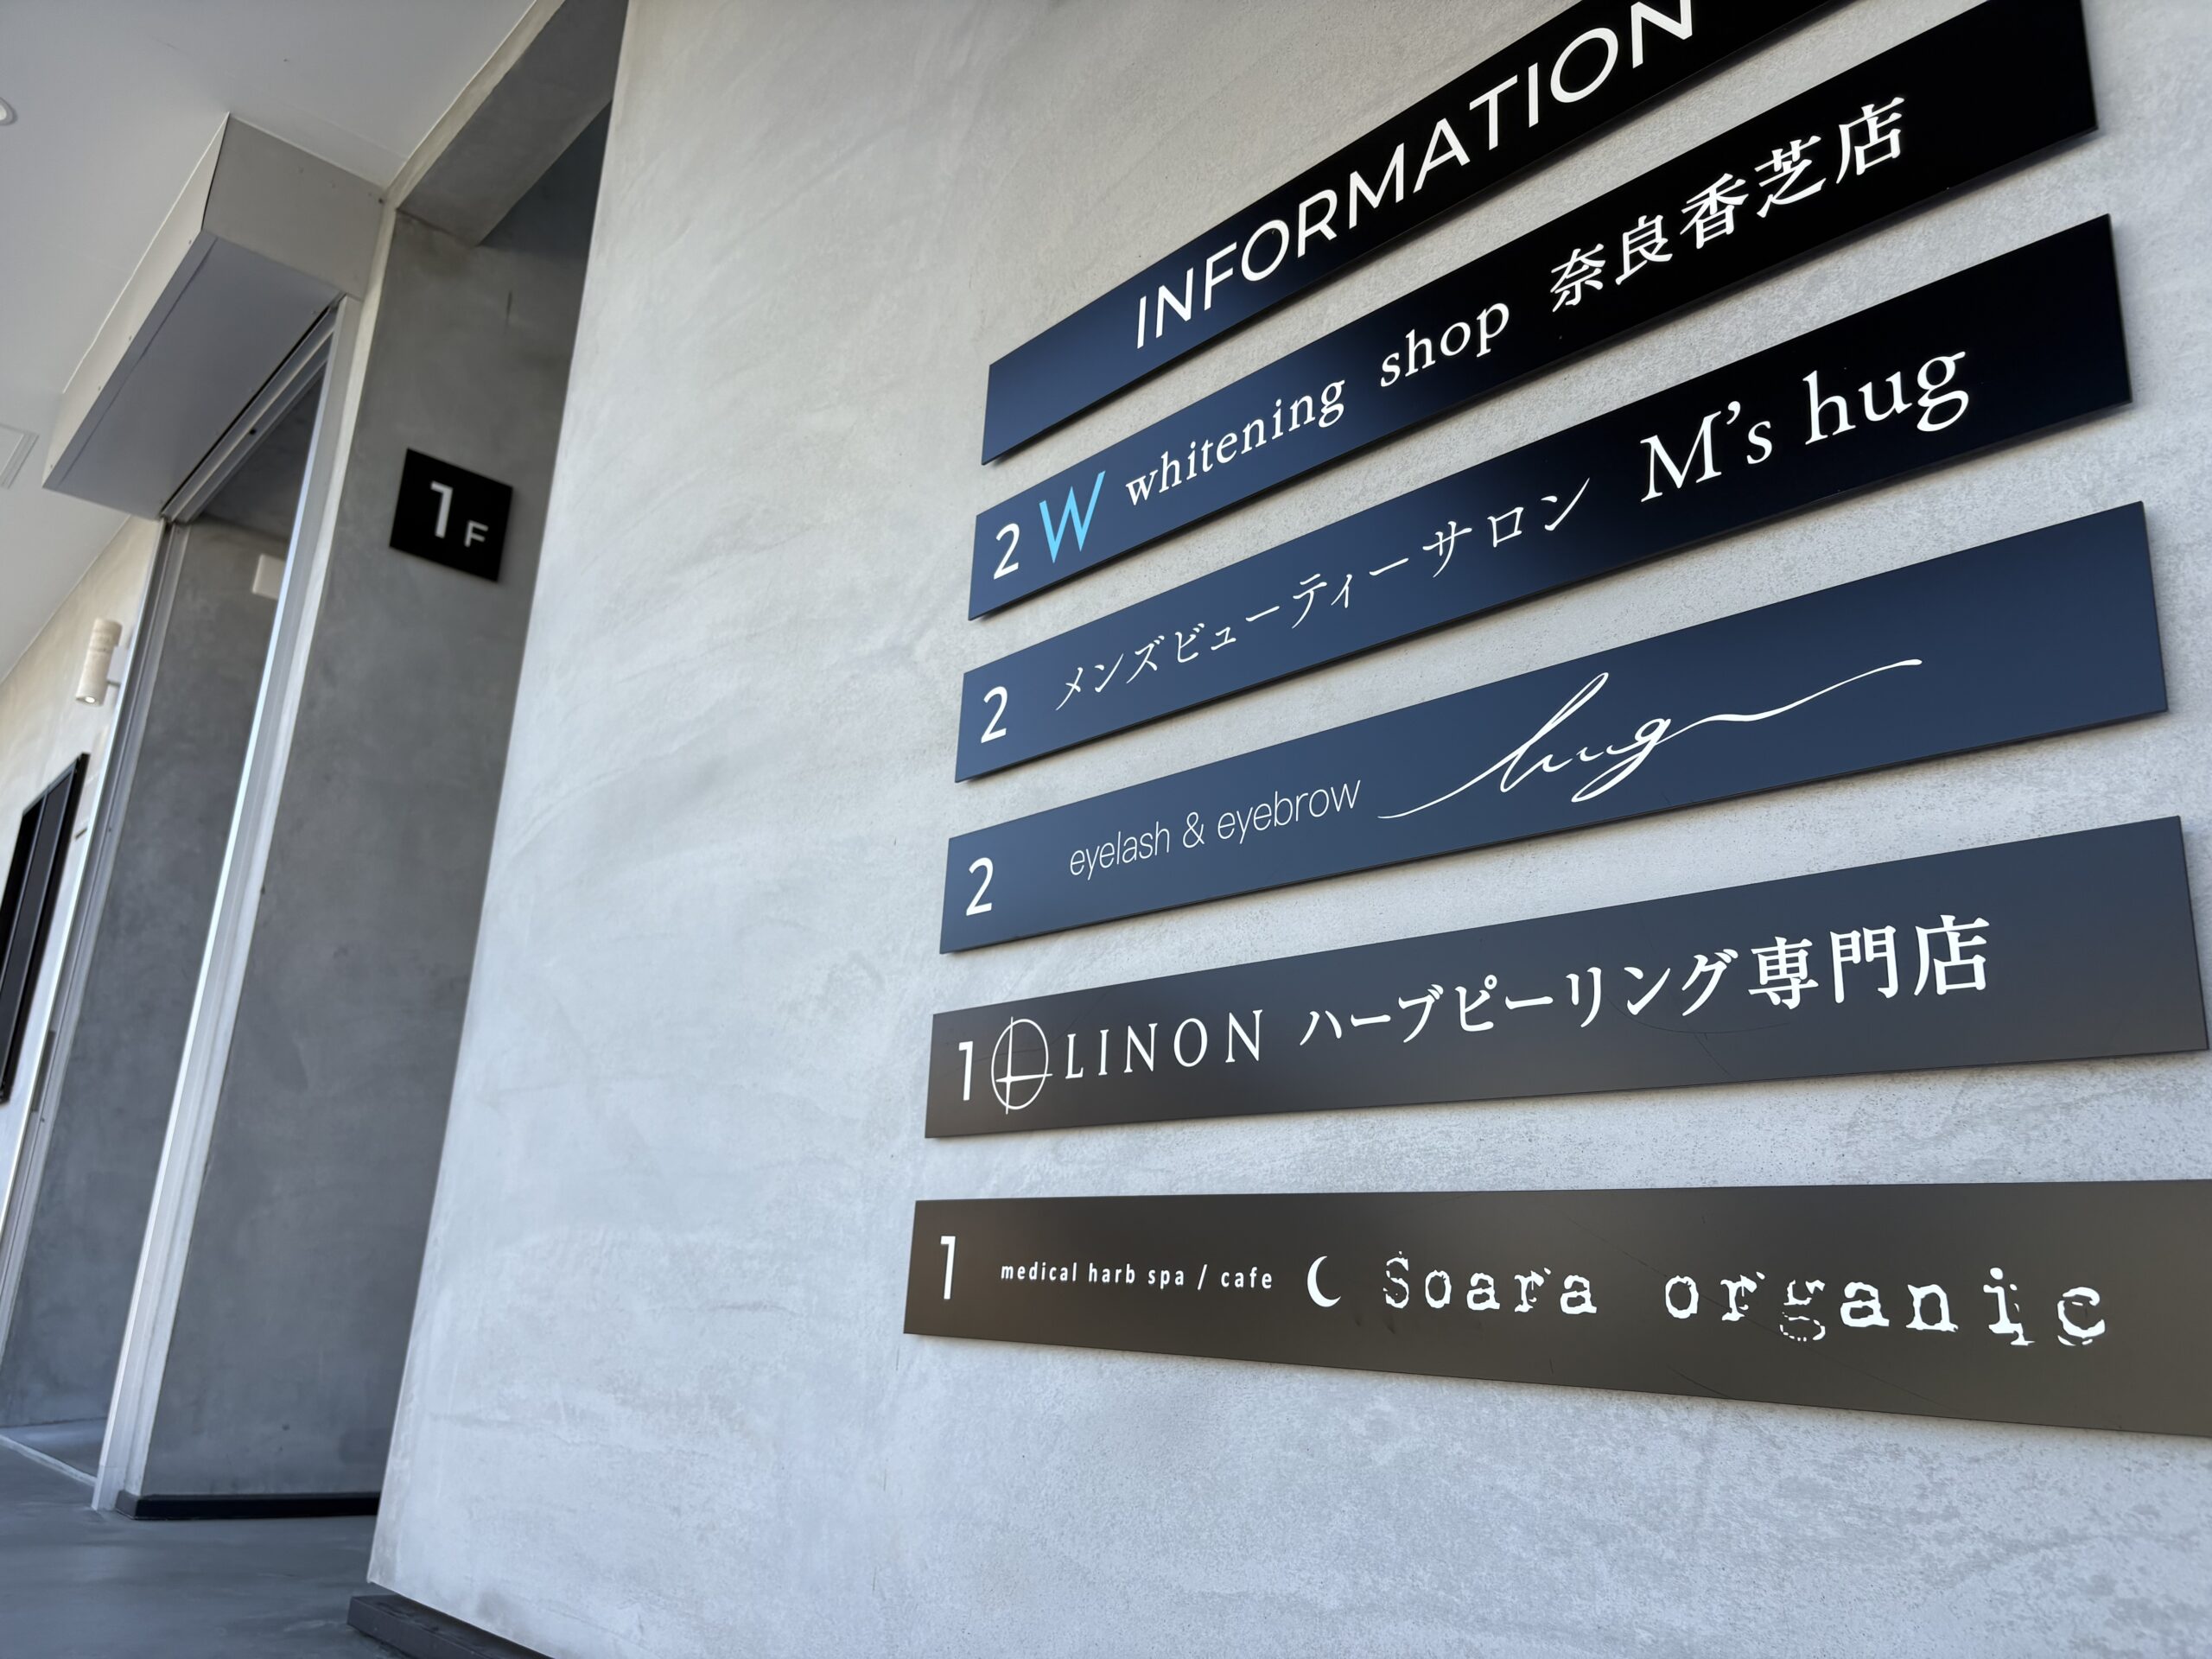 1F
INFORMATION
2 W whitening shop 奈良香芝店
2 メンズビューティーサロン M's hug
2 eyelash & eyebrow hug
1 LINON ハーブピーリング専門店
1 medical harb spa / cafe Soara organic